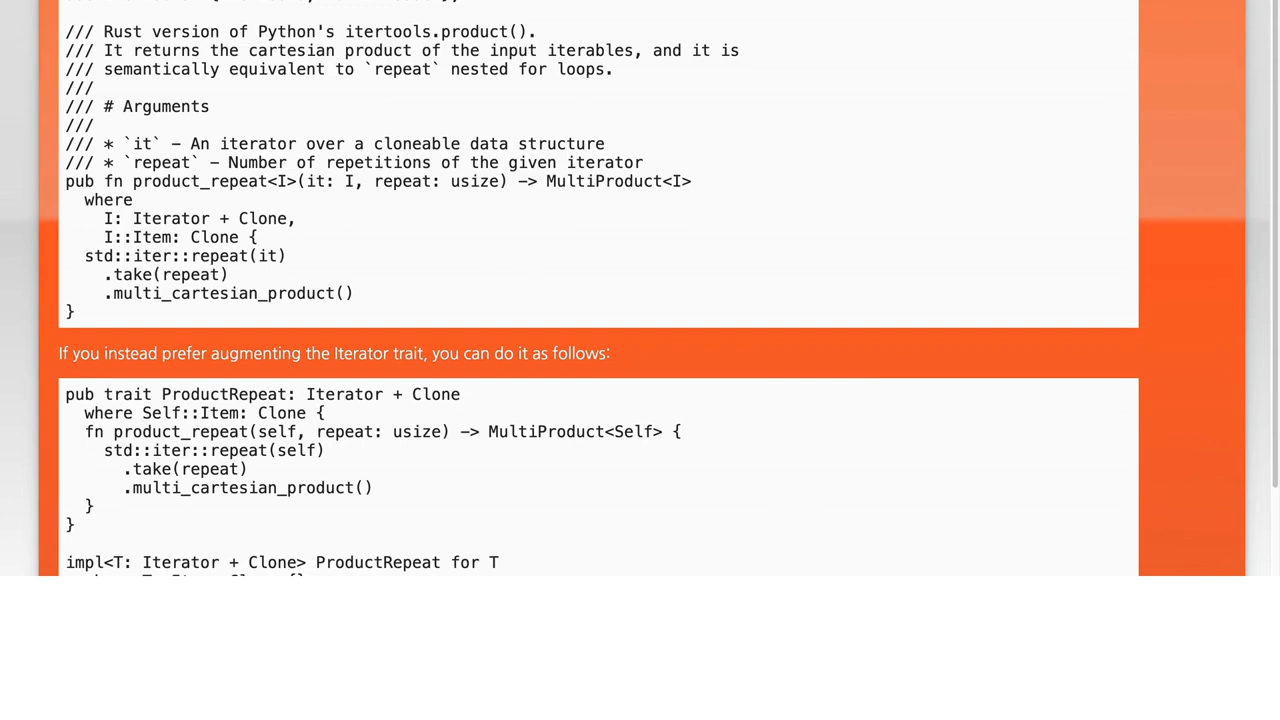 /// Rust version of Python's itertools.product().
/// It returns the cartesian product of the input iterables, and it is
/// semantically equivalent to `repeat` nested for loops.
///
/// # Arguments
///
/// * `it` - An iterator over a cloneable data structure
/// * `repeat` - Number of repetitions of the given iterator
pub fn product_repeat<I>(it: I, repeat: usize) -> MultiProduct<I>
  where
    I: Iterator + Clone,
    I::Item: Clone {
  std::iter::repeat(it)
    .take(repeat)
    .multi_cartesian_product()
}
If you instead prefer augmenting the Iterator trait, you can do it as follows:
pub trait ProductRepeat: Iterator + Clone
  where Self::Item: Clone {
  fn product_repeat(self, repeat: usize) -> MultiProduct<Self> {
    std::iter::repeat(self)
      .take(repeat)
      .multi_cartesian_product()
  }
}
impl<T: Iterator + Clone> ProductRepeat for T